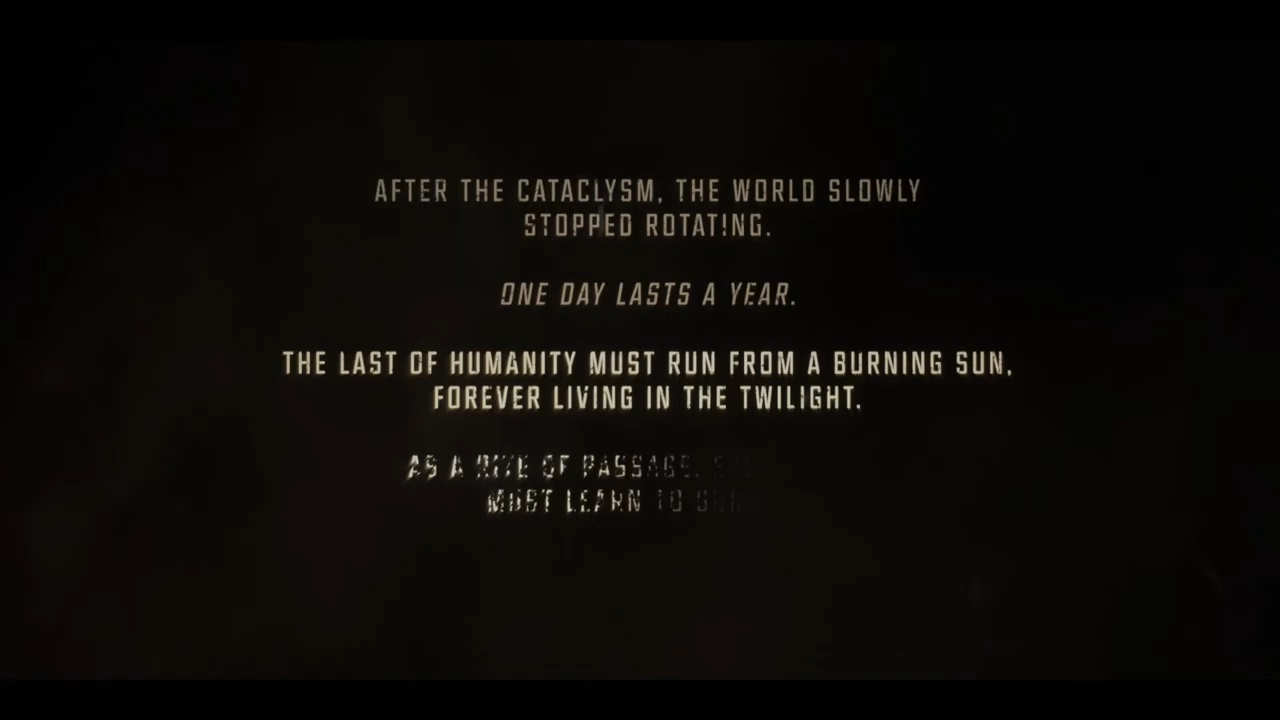 AFTER THE CATACLYSM, THE WORLD SLOWLY
STOPPED ROTATING.
ONE DAY LASTS A YEAR.
THE LAST OF HUMANITY MUST RUN FROM A BURNING SUN,
FOREVER LIVING IN THE TWILIGHT.
AS A RITE OF PASSAGE,
MUST LEARN TO